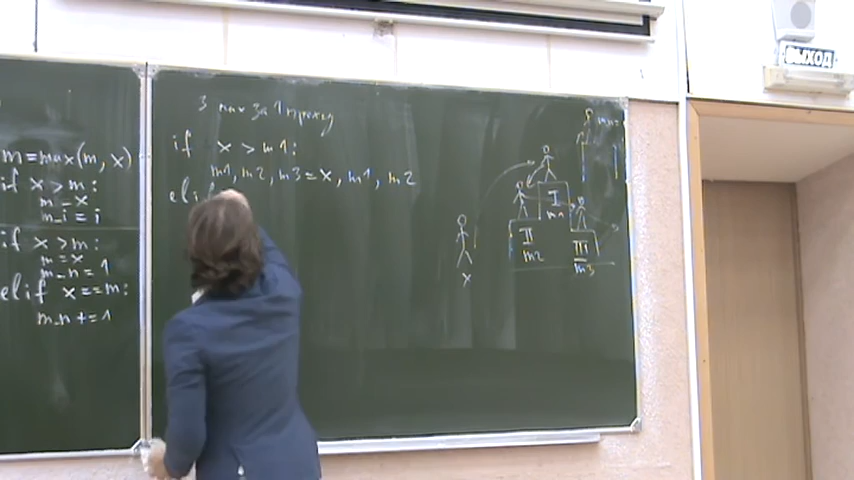 m=max(m,x)
if x>m:
m=x
m_i=i
if x>m:
m=x
m_n=1
elif x==m:
m_n+=1
3 max за 1 проход
if x>m1:
m1,m2,m3=x,m1,m2
elif
I
m1
II
m2
III
m3
x
ВЫХОД